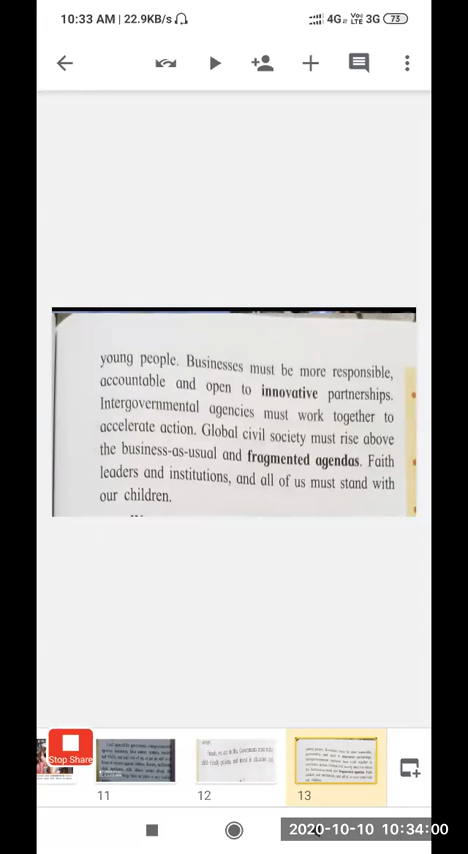 10:33 AM | 22.9KB/s
4G Vo) LTE 3G 73
young people. Businesses must be more responsible,
accountable and open to innovative partnerships.
Intergovernmental agencies must work together to
accelerate action. Global civil society must rise above
the business-as-usual and fragmented agendas. Faith
leaders and institutions, and all of us must stand with
our children.
Stop Share
11
12
13
2020-10-10 10:34:00